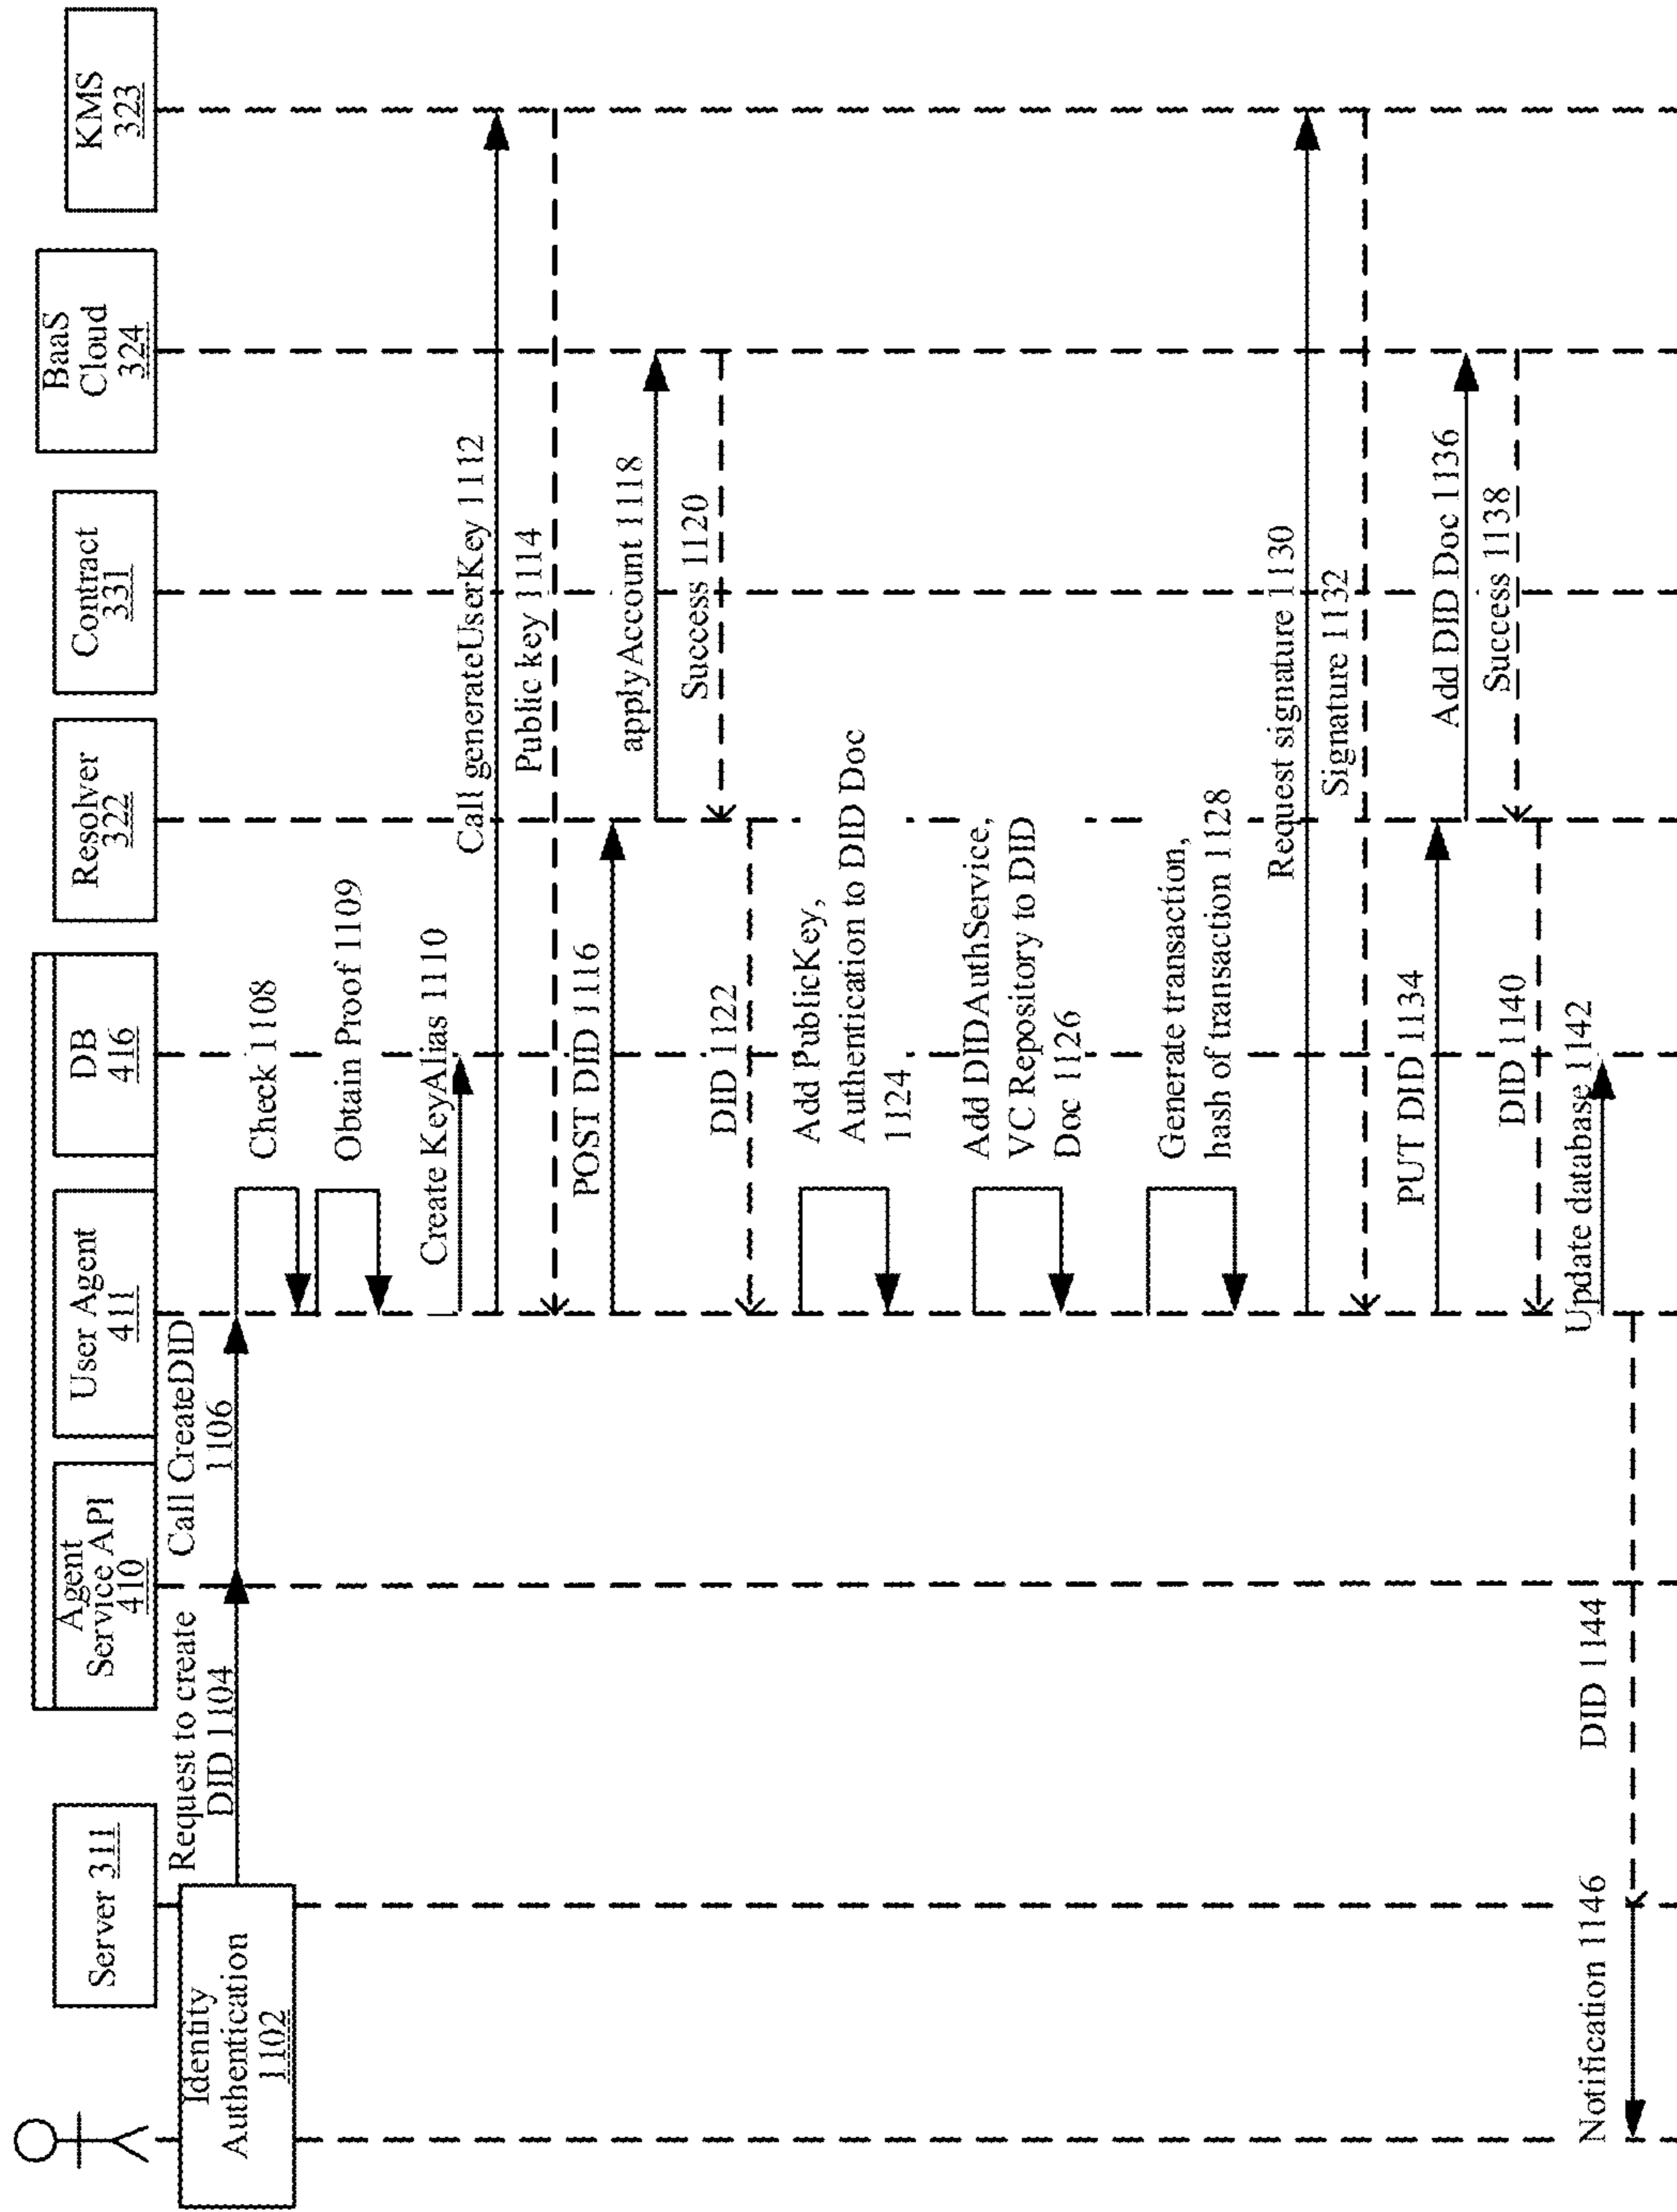 Server 311
Agent
Service API
410
User Agent
411
DB
416
Resolver
322
Contract
331
BaaS
Cloud
324
KMS
323
Identity
Authentication
1102
Request to create
DID 1104
Call CreateDID
1106
Check 1108
Obtain Proof 1109
Create KeyAlias 1110
Call generateUserKey 1112
Public key 1114
POST DID 1116
applyAccount 1118
Success 1120
DID 1122
Add PublicKey,
Authentication to DID Doc
1124
Add DIDAuthService,
VC Repository to DID
Doc 1126
Generate transaction,
hash of transaction 1128
Request signature 1130
Signature 1132
PUT DID 1134
Add DID Doc 1136
Success 1138
DID 1140
Update database 1142
DID 1144
Notification 1146